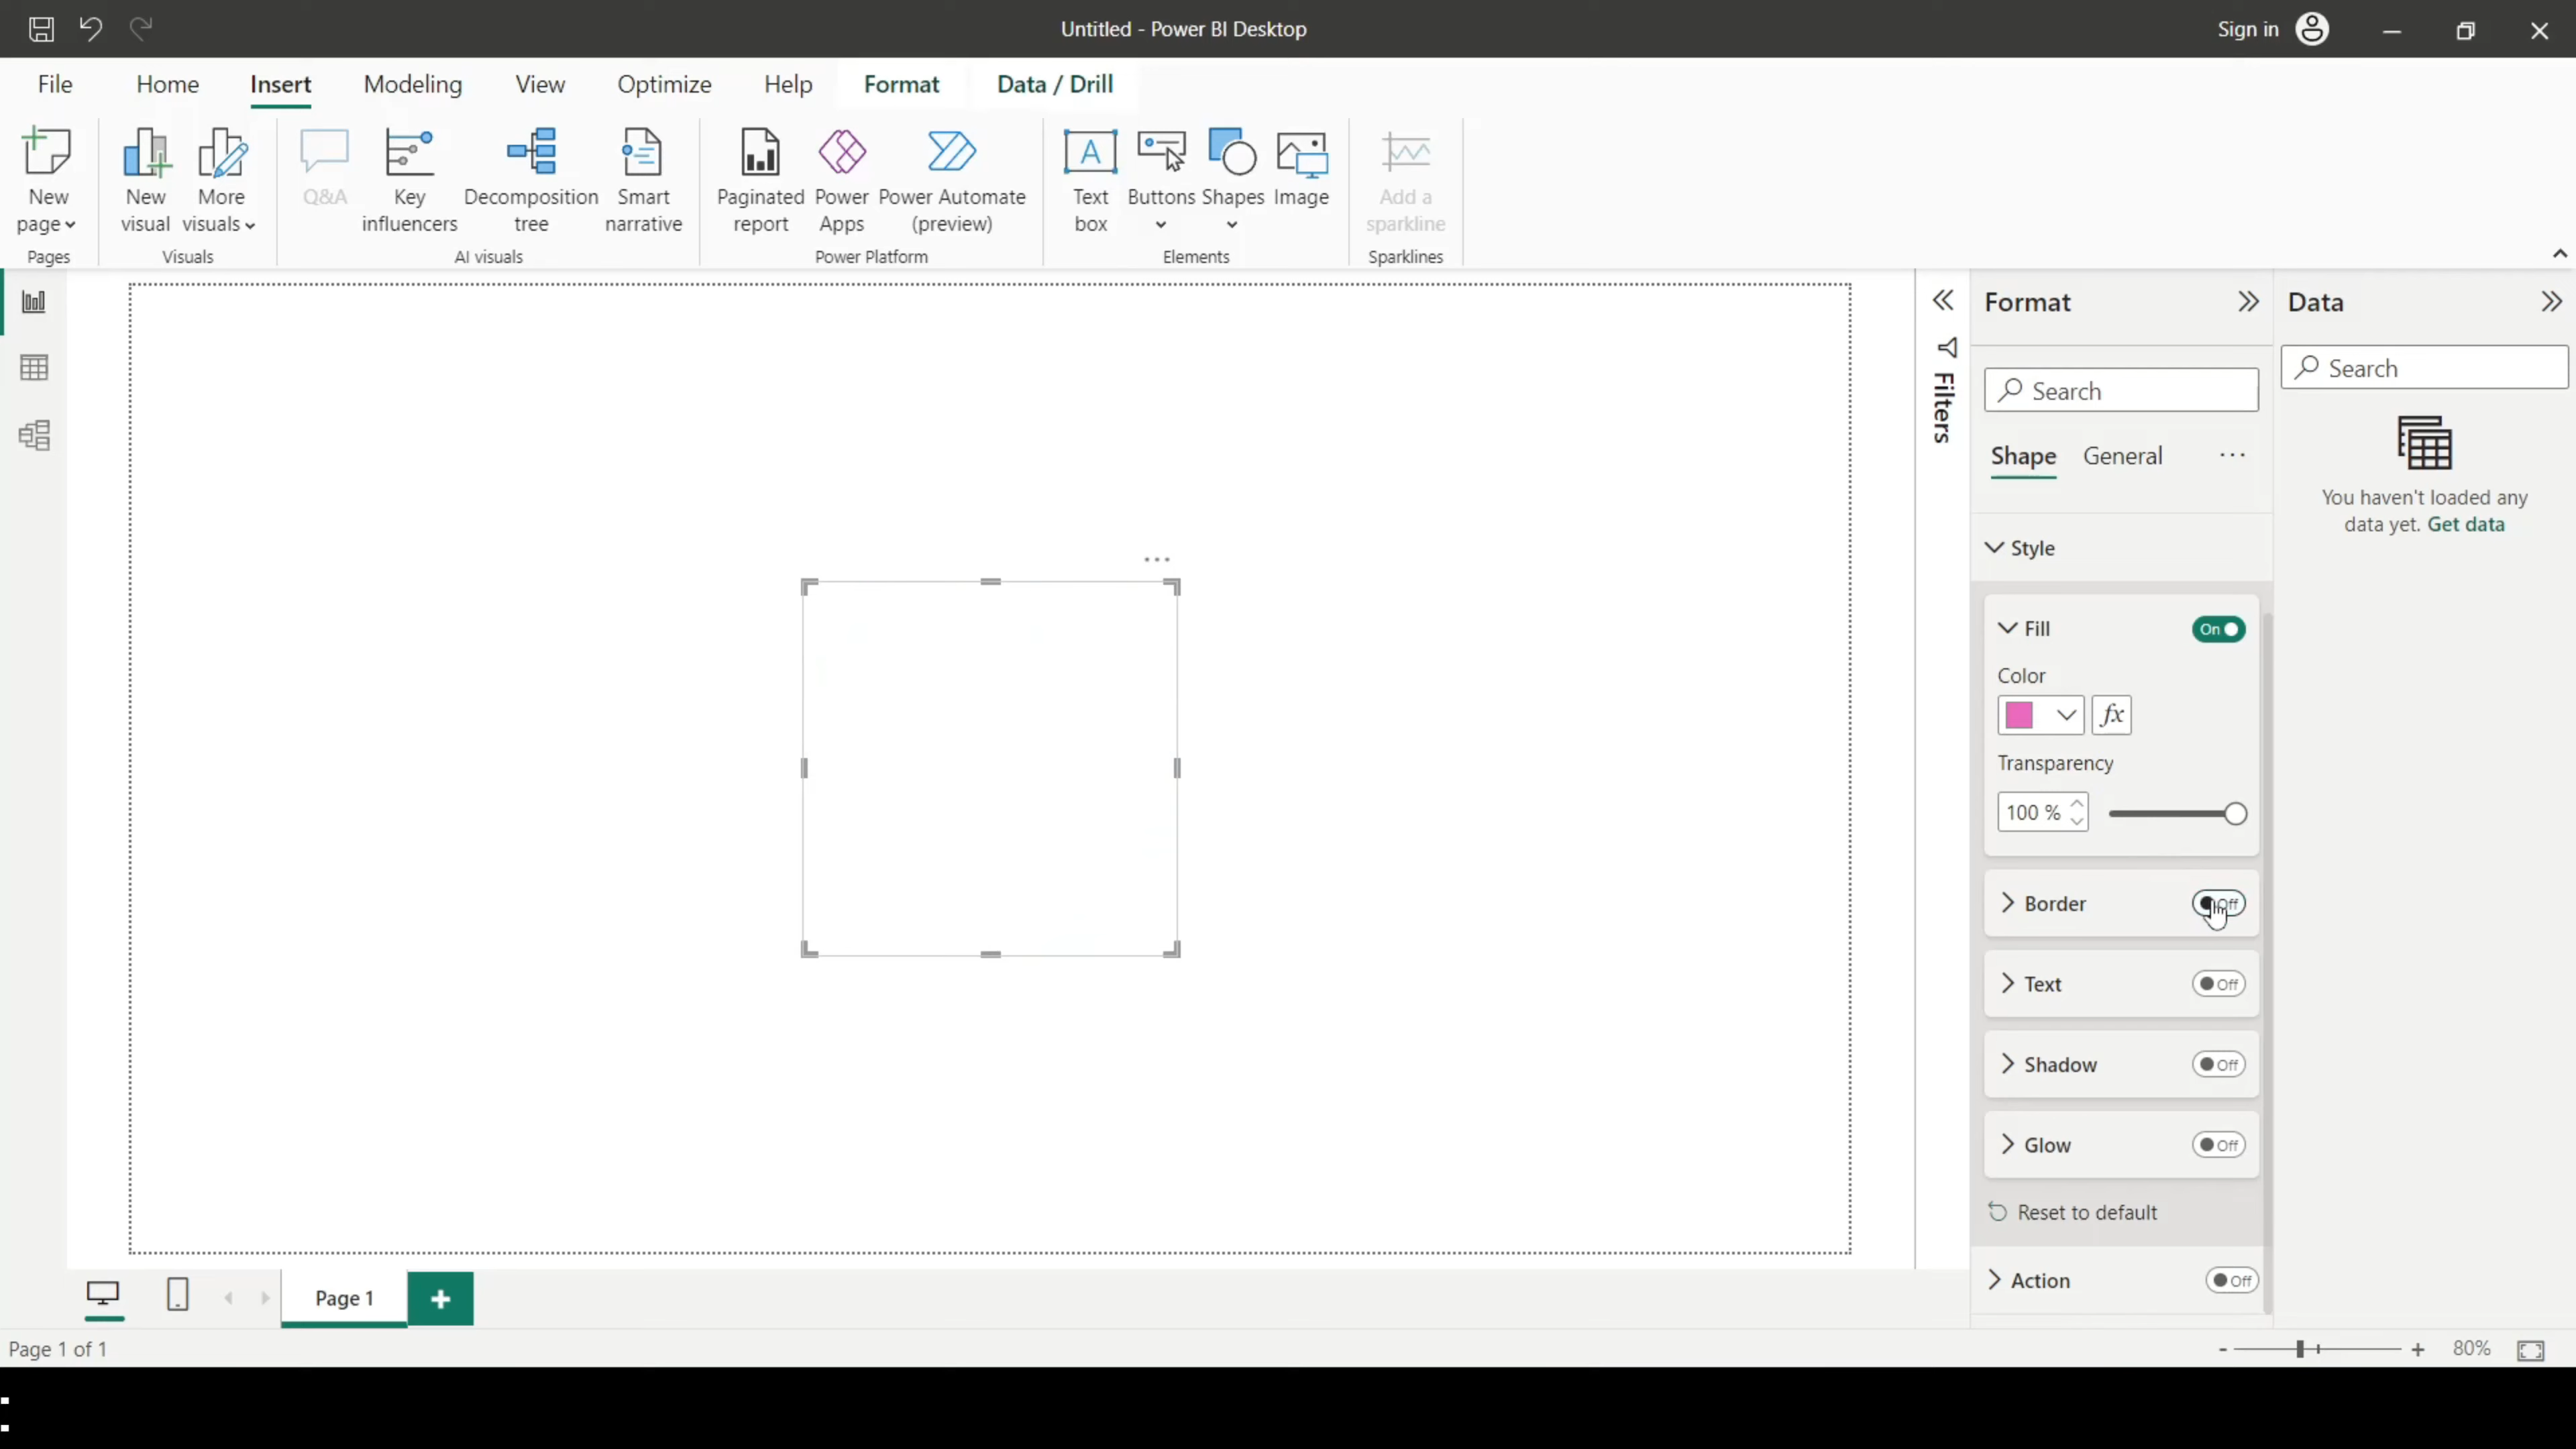 Untitled - Power BI Desktop
Sign in
File
Home
Insert
Modeling
View
Optimize
Help
Format
Data / Drill
New
page
Pages
New
visual
More
visuals
Visuals
Q&A
Key
influencers
Decomposition
tree
Smart
narrative
AI visuals
Paginated
report
Power
Apps
Power Automate
(preview)
Power Platform
Text
box
Buttons
Shapes
Image
Elements
Add a
sparkline
Sparklines
Filters
Format
Search
Shape
General
Style
Fill
On
Color
fx
Transparency
100 %
Border
Off
Text
Off
Shadow
Off
Glow
Off
Reset to default
Action
Off
Data
Search
You haven't loaded any
data yet. Get data
Page 1
Page 1 of 1
- + 80%